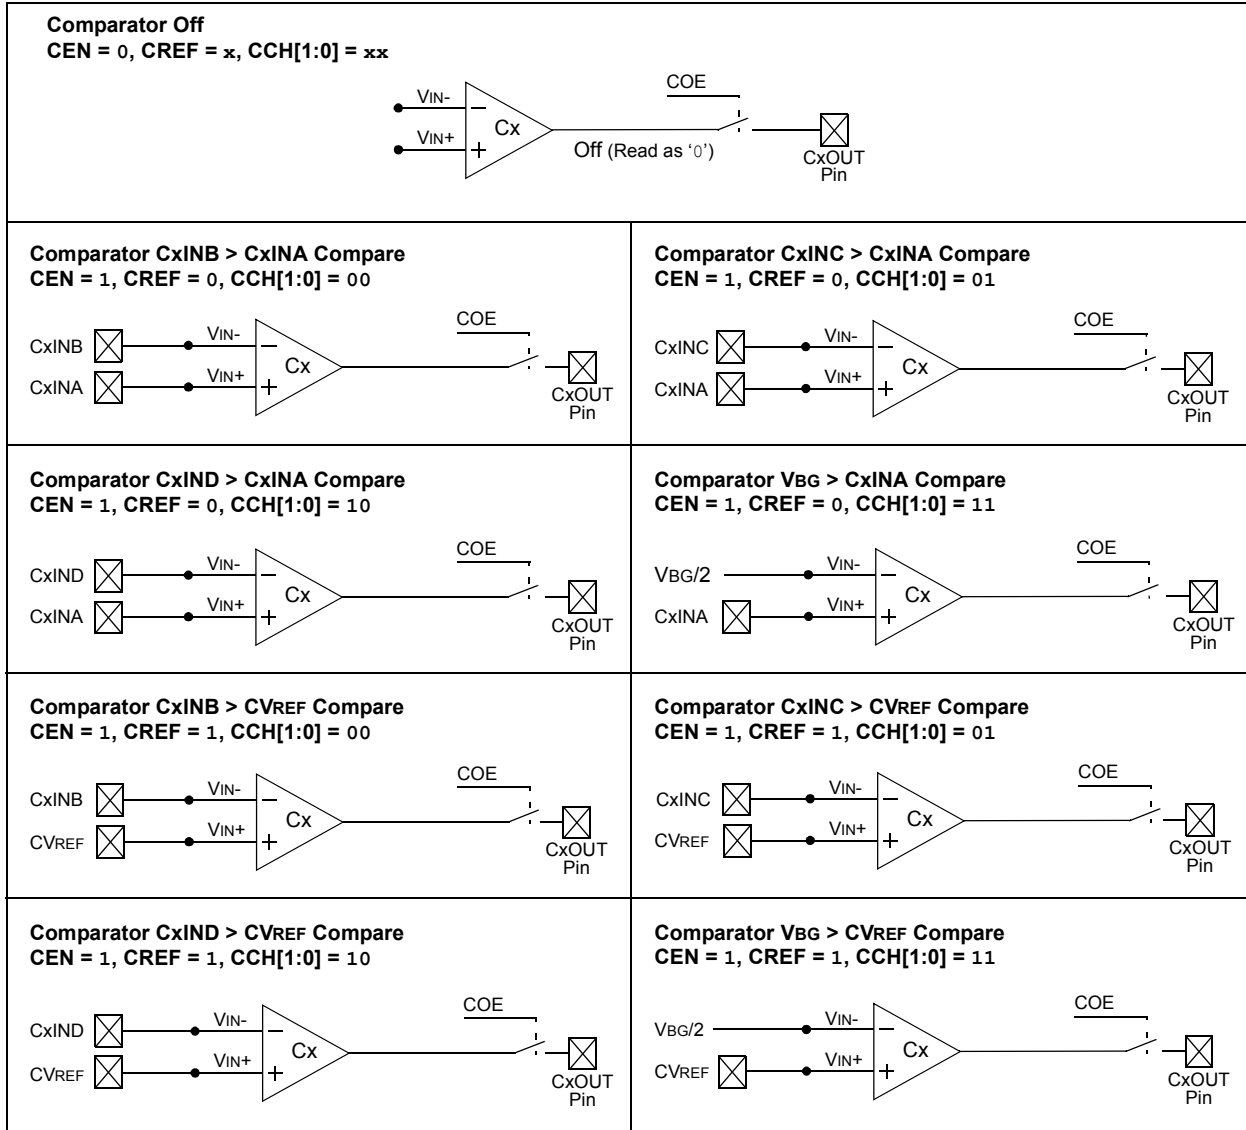 Comparator Off
CEN = 0, CREF = x, CCH[1:0] = xx
COE
VIN-
VIN+
Cx
Off (Read as ‘0’)
CxOUT
Pin
Comparator CxINB > CxINA Compare
CEN = 1, CREF = 0, CCH[1:0] = 00
COE
CxINB
VIN-
Cx
CxINA
VIN+
CxOUT
Pin
Comparator CxINC > CxINA Compare
CEN = 1, CREF = 0, CCH[1:0] = 01
COE
CxINC
VIN-
Cx
CxINA
VIN+
CxOUT
Pin
Comparator CxIND > CxINA Compare
CEN = 1, CREF = 0, CCH[1:0] = 10
COE
CxIND
VIN-
Cx
CxINA
VIN+
CxOUT
Pin
Comparator VBG > CxINA Compare
CEN = 1, CREF = 0, CCH[1:0] = 11
COE
VBG/2
VIN-
Cx
CxINA
VIN+
CxOUT
Pin
Comparator CxINB > CVREF Compare
CEN = 1, CREF = 1, CCH[1:0] = 00
COE
CxINB
VIN-
Cx
CVREF
VIN+
CxOUT
Pin
Comparator CxINC > CVREF Compare
CEN = 1, CREF = 1, CCH[1:0] = 01
COE
CxINC
VIN-
Cx
CVREF
VIN+
CxOUT
Pin
Comparator CxIND > CVREF Compare
CEN = 1, CREF = 1, CCH[1:0] = 10
COE
CxIND
VIN-
Cx
CVREF
VIN+
CxOUT
Pin
Comparator VBG > CVREF Compare
CEN = 1, CREF = 1, CCH[1:0] = 11
COE
VBG/2
VIN-
Cx
CVREF
VIN+
CxOUT
Pin